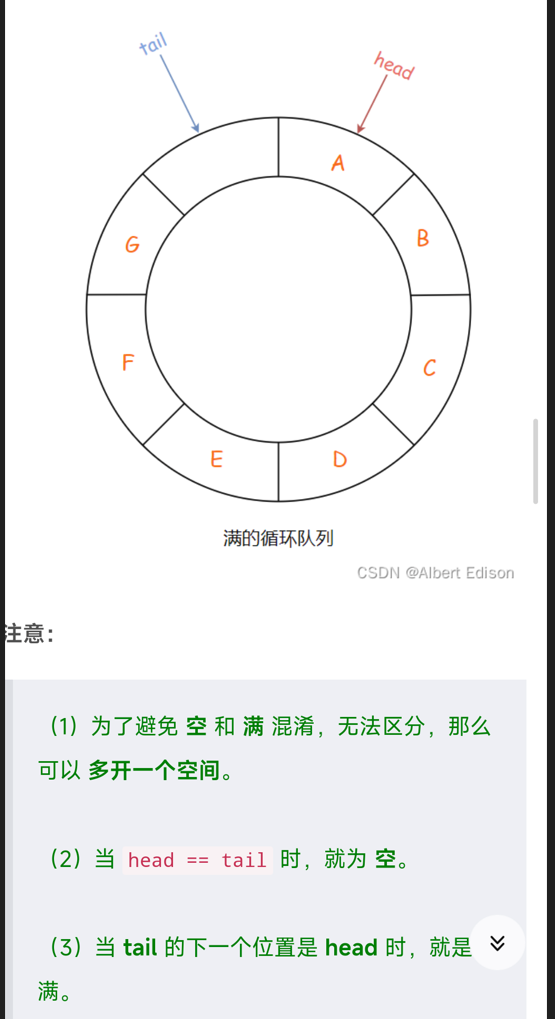 tail
head
A
G
B
F
C
E
D
满的循环队列
CSDN @Albert Edison
注意：
（1）为了避免 空 和 满 混淆，无法区分，那么
可以 多开一个空间。
（2）当 head == tail 时，就为 空。
（3）当 tail 的下一个位置是 head 时，就是
满。